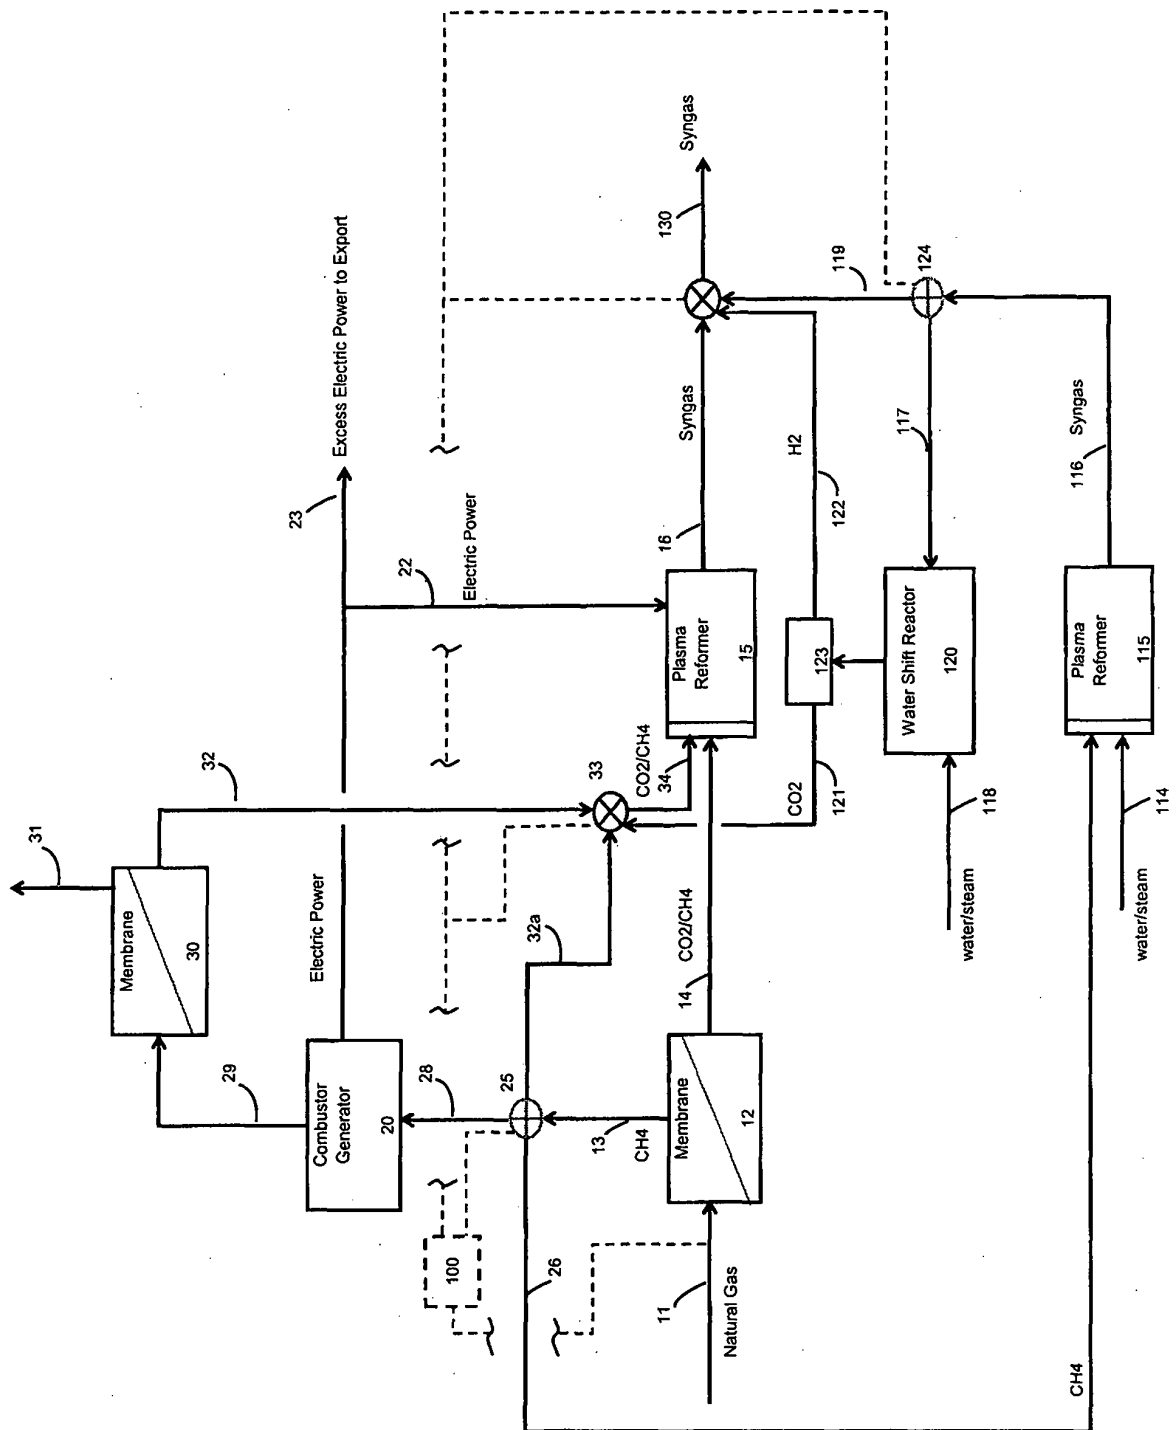 31
Membrane
30
29
32
Combustor
Generator
20
Electric Power
23
Excess Electric Power to Export
22
Electric Power
100
28
25
26
32a
33
CO2/CH4
34
13
CH4
Membrane
12
11
Natural Gas
14
CO2/CH4
Plasma
Reformer
15
16
Syngas
130
Syngas
CO2
121
123
H2
122
119
124
117
Water Shift Reactor
120
118
water/steam
Plasma
Reformer
115
116
Syngas
114
water/steam
CH4